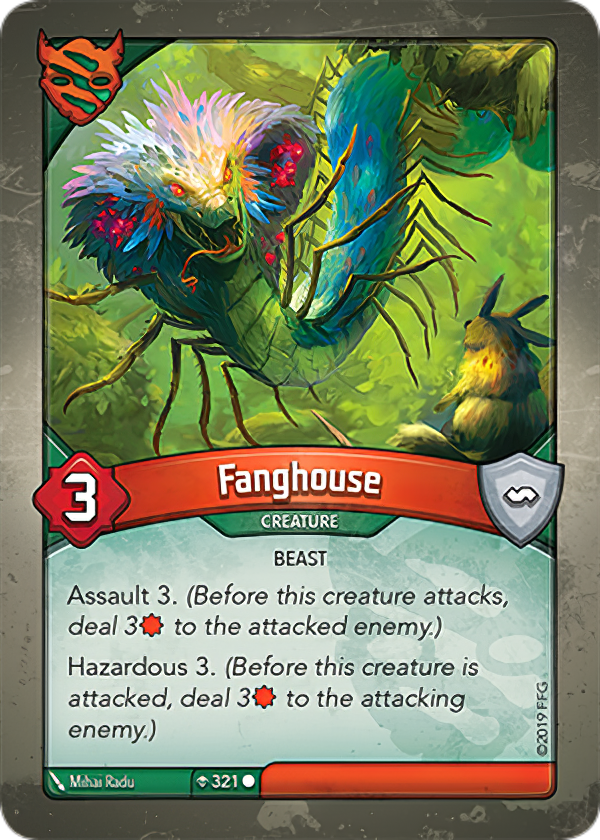 Fanghouse
3
CREATURE
BEAST
Assault 3. (Before this creature attacks,
deal 3 to the attacked enemy.)
Hazardous 3. (Before this creature is
attacked, deal 3 to the attacking
enemy.)
©2019 FFG
Mihai Radu
321